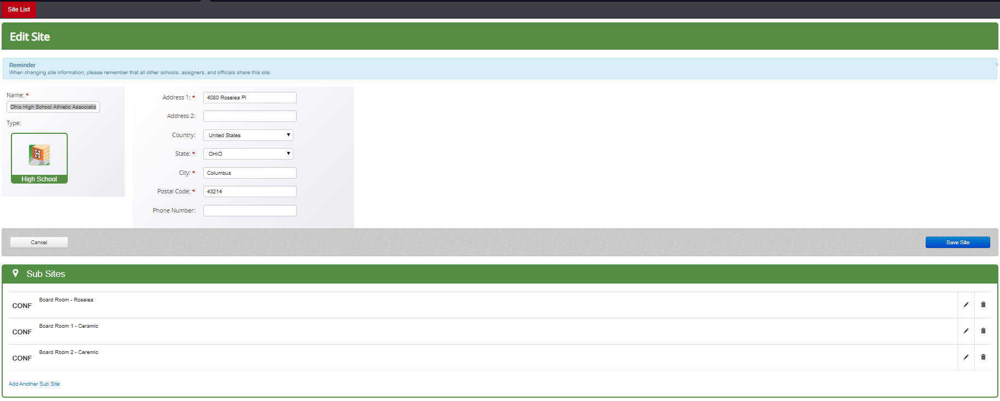 Site List
Edit Site
Reminder
When changing site information, please remember that all other schools, assigners, and officials share this site.
×
Name: *
Ohio High School Athletic Associatio
Type:
H
High School
Address 1: * 4080 Roselea Pl
Address 2:
Country: United States
State: * OHIO
City: * Columbus
Postal Code: * 43214
Phone Number:
Cancel
Save Site
Sub Sites
CONF Board Room - Roselea
CONF Board Room 1 - Ceramic
CONF Board Room 2 - Ceremic
Add Another Sub Site